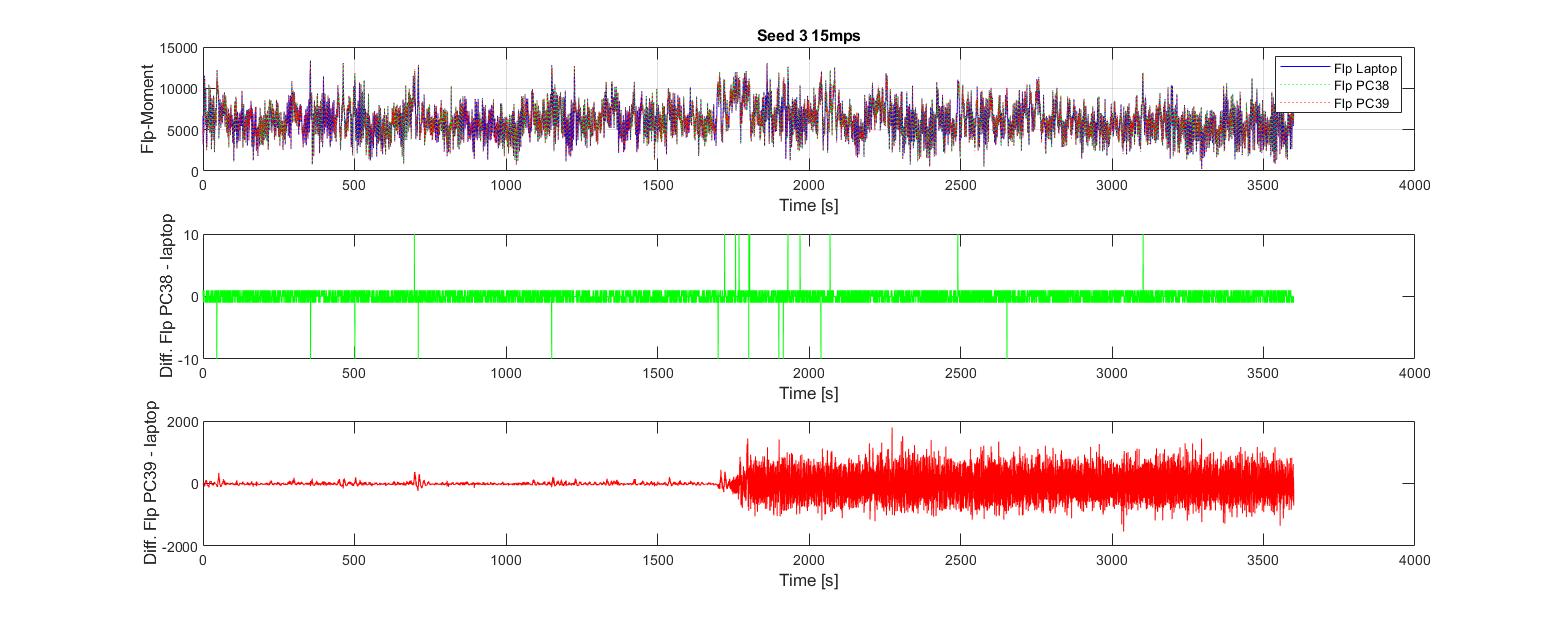 Seed 3 15mps
15000
10000
5000
0
Flp-Moment
Flp Laptop
Flp PC38
Flp PC39
0 500 1000 1500 2000 2500 3000 3500 4000
Time [s]
10
0
-10
Diff. Flp PC38 - laptop
0 500 1000 1500 2000 2500 3000 3500 4000
Time [s]
2000
0
-2000
Diff. Flp PC39 - laptop
0 500 1000 1500 2000 2500 3000 3500 4000
Time [s]